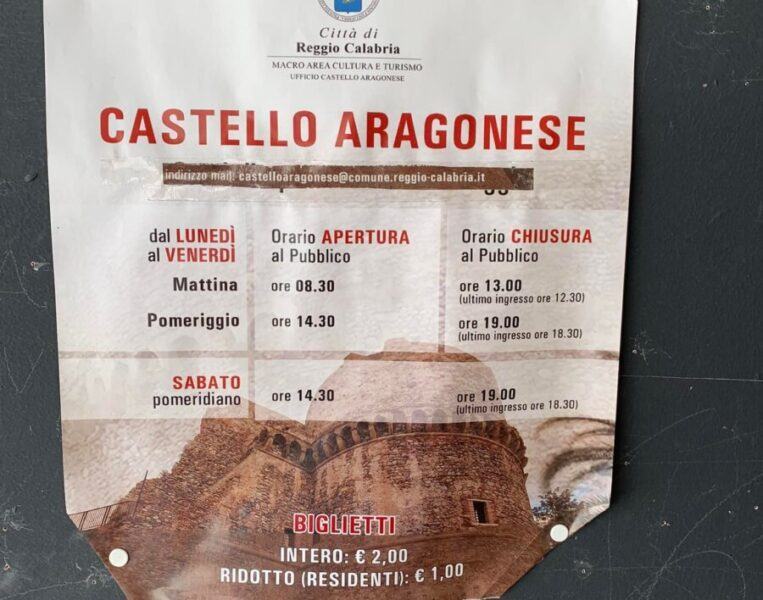 Città di
Reggio Calabria
MACRO AREA CULTURA E TURISMO
UFFICIO CASTELLO ARAGONESE
CASTELLO ARAGONESE
indirizzo mail: castelloaragonese@comune.reggio-calabria.it
dal LUNEDÌ al VENERDÌ
Orario APERTURA al Pubblico
Orario CHIUSURA al Pubblico
Mattina ore 08.30 ore 13.00
(ultimo ingresso ore 12.30)
Pomeriggio ore 14.30 ore 19.00
(ultimo ingresso ore 18.30)
SABATO pomeridiano ore 14.30 ore 19.00
(ultimo ingresso ore 18.30)
BIGLIETTI
INTERO: € 2,00
RIDOTTO (RESIDENTI): € 1,00